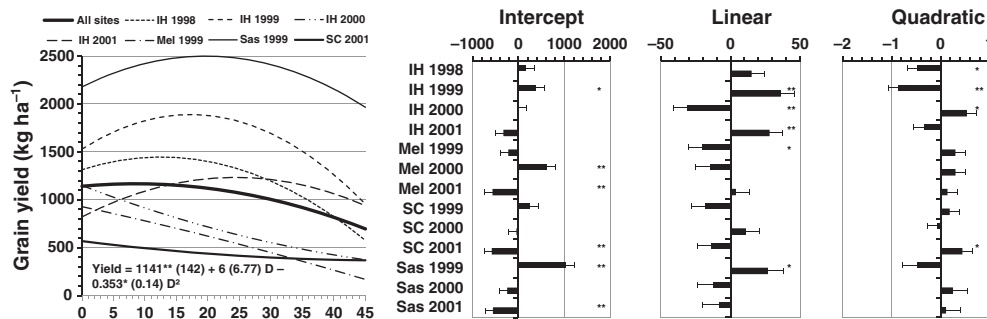 All sites IH 1998 IH 1999 IH 2000
IH 2001 Mel 1999 Sas 1999 SC 2001
Grain yield (kg ha⁻¹)
2500
2000
1500
1000
500
0
0 5 10 15 20 25 30 35 40 45
Yield = 1141** (142) + 6 (6.77) D –
0.353* (0.14) D²
Intercept Linear Quadratic
−1000 0 1000 2000 −50 0 50 −2 −1 0
IH 1998 *
IH 1999 * ** **
IH 2000 ** *
IH 2001 **
Mel 1999 *
Mel 2000 **
Mel 2001 **
SC 1999
SC 2000
SC 2001 ** *
Sas 1999 ** *
Sas 2000
Sas 2001 **